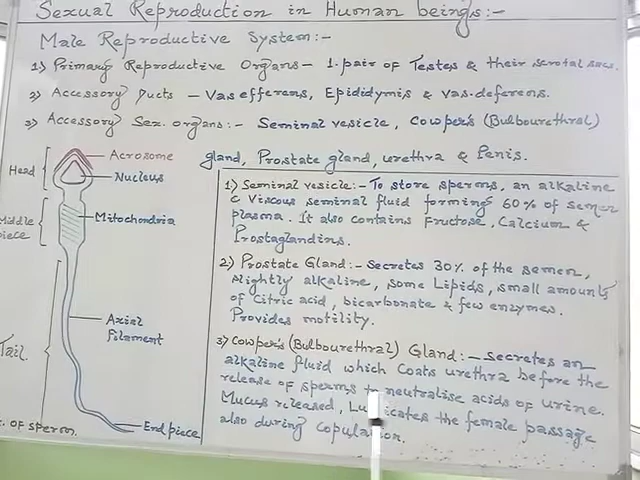 Sexual Reproduction in Human beings:-
Male Reproductive System:-
1) Primary Reproductive Organs- 1. pair of Testes & their scrotal sacs.
2) Accessory Ducts - Vas efferens, Epididymis & vas-deferens.
3) Accessory Sex. organs:- Seminal vesicle, Cowper's (Bulbourethral)
gland, Prostate gland, urethra & Penis.
Acrosome
Head
Nucleus
Middle
piece
Mitochondria
Axial
Filament
Tail.
End piece
of sperm.
1) Seminal vesicle:- To store sperms, an alkaline
& Viscous seminal fluid forming 60% of semen
plasma. It also contains Fructose, Calcium &
Prostaglandins.
2) Prostate Gland:- Secretes 30% of the semen,
slightly alkaline, some Lipids, small amounts
of Citric acid, bicarbonate & few enzymes.
Provides motility.
3) Cowper's (Bulbourethral) Gland:- Secretes an
alkaline fluid which Coats urethra before the
release of sperms to neutralise acids of urine.
Mucus released, Lubricates the female passage
also during copulation.